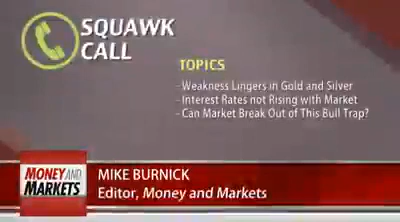 SQUAWK
CALL
TOPICS
- Weakness Lingers in Gold and Silver
- Interest Rates not Rising with Market
- Can Market Break Out of This Bull Trap?
MONEY AND
MARKETS
MIKE BURNICK
Editor, Money and Markets